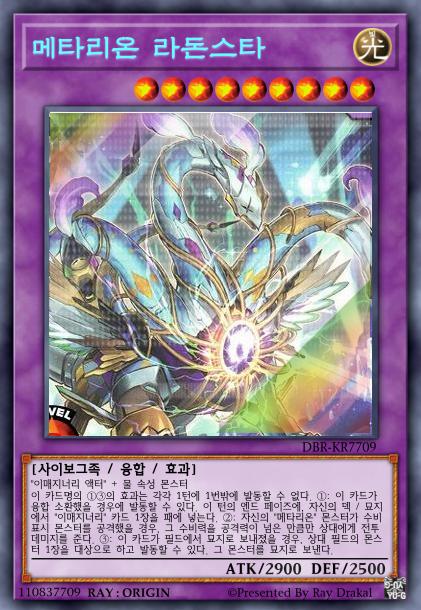 메타리온 라돈스타
光
VEL
DBR-KR7709
[사이보그족 / 융합 / 효과]
"이매지너리 액터" + 물 속성 몬스터
이 카드명의 ①③의 효과는 각각 1턴에 1번밖에 발동할 수 없다. ①: 이 카드가
융합 소환했을 경우에 발동할 수 있다. 이 턴의 엔드 페이즈에, 자신의 덱 / 묘지
에서 "이매지너리" 카드 1장을 패에 넣는다. ②: 자신의 "메타리온" 몬스터가 수비
표시 몬스터를 공격했을 경우, 그 수비력을 공격력이 넘은 만큼만 상대에게 전투
데미지를 준다. ③: 이 카드가 필드에서 묘지로 보내졌을 경우, 상대 필드의 몬스
터 1장을 대상으로 하고 발동할 수 있다. 그 몬스터를 묘지로 보낸다.
ATK/2900 DEF/2500
110837709 RAY : ORIGIN ©Presented By Ray Drakal